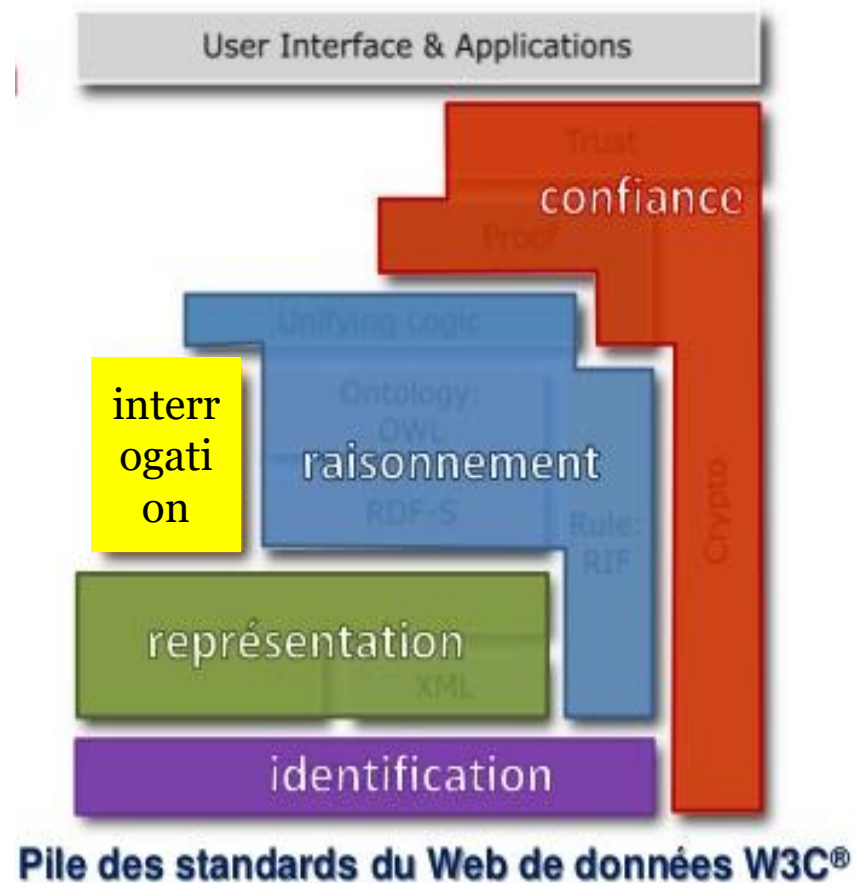 User Interface & Applications
Trust
confiance
Proof
Unifying Logic
interr
ogati
on
Ontology:
OWL
raisonnement
RDF-S
Rule:
RIF
Crypto
représentation
XML
identification
Pile des standards du Web de données W3C®